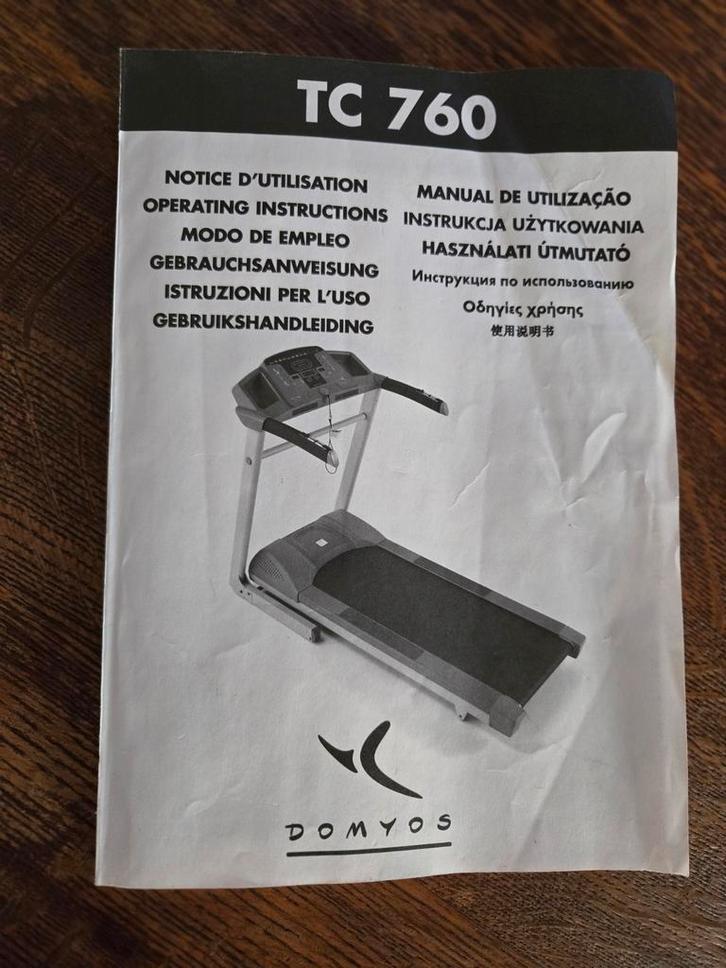 TC 760
NOTICE D'UTILISATION
OPERATING INSTRUCTIONS
MODO DE EMPLEO
GEBRAUCHSANWEISUNG
ISTRUZIONI PER L'USO
GEBRUIKSHANDLEIDING
MANUAL DE UTILIZAÇÃO
INSTRUKCJA UŻYTKOWANIA
HASZNÁLATI ÚTMUTATÓ
Инструкция по использованию
Οδηγίες χρήσης
使用说明书
DOMYOS